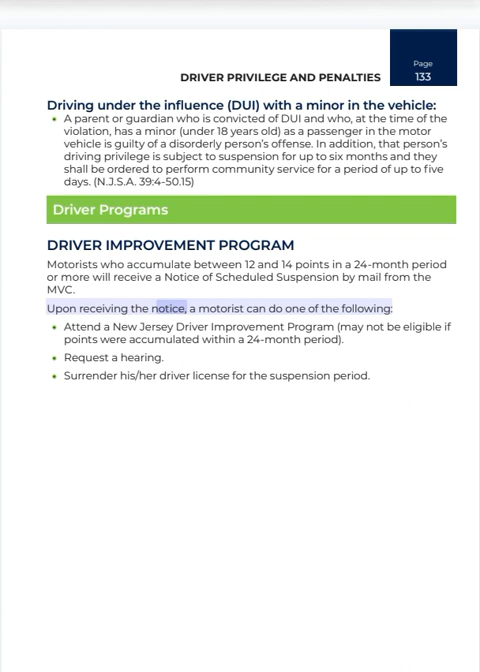 Page
DRIVER PRIVILEGE AND PENALTIES
133
Driving under the influence (DUI) with a minor in the vehicle:
• A parent or guardian who is convicted of DUI and who, at the time of the
violation, has a minor (under 18 years old) as a passenger in the motor
vehicle is guilty of a disorderly person's offense. In addition, that person's
driving privilege is subject to suspension for up to six months and they
shall be ordered to perform community service for a period of up to five
days. (N.J.S.A. 39:4-50.15)
Driver Programs
DRIVER IMPROVEMENT PROGRAM
Motorists who accumulate between 12 and 14 points in a 24-month period
or more will receive a Notice of Scheduled Suspension by mail from the
MVC.
Upon receiving the notice, a motorist can do one of the following:
• Attend a New Jersey Driver Improvement Program (may not be eligible if
points were accumulated within a 24-month period).
• Request a hearing.
• Surrender his/her driver license for the suspension period.